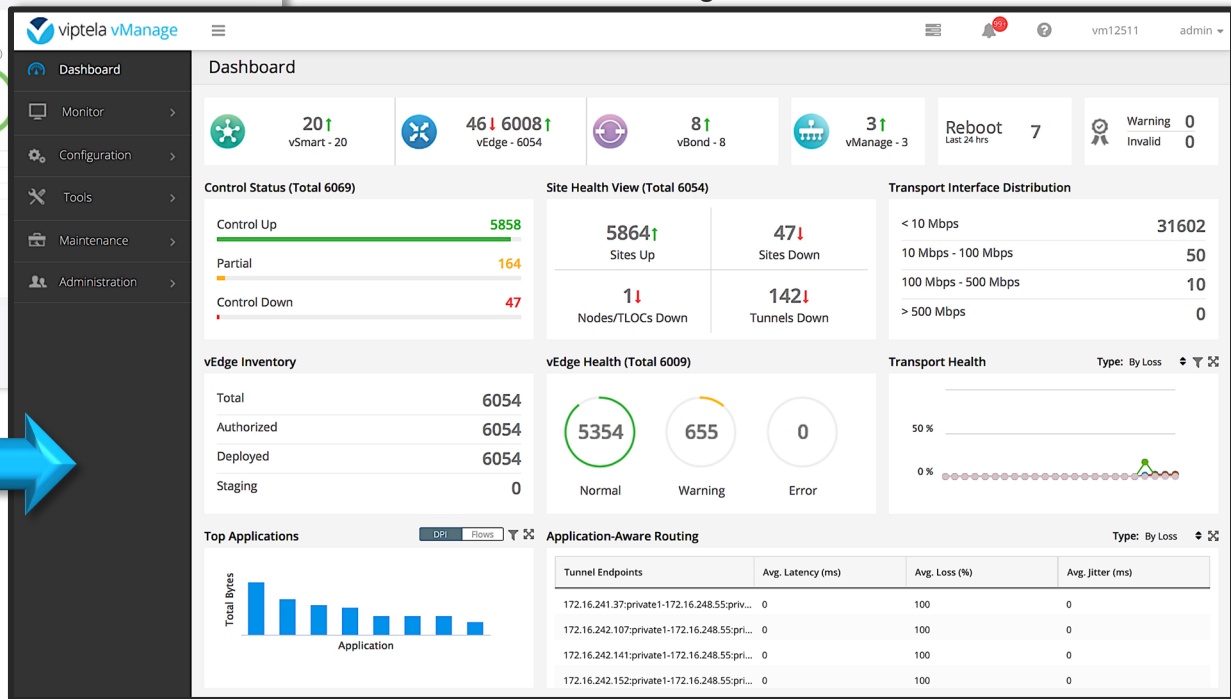 viptela vManage
99+
vm12511
admin
Dashboard
Monitor
Configuration
Tools
Maintenance
Administration
Dashboard
20
vSmart - 20
46 6008
vEdge - 6054
8
vBond - 8
3
vManage - 3
Reboot 7
Last 24 hrs
Warning 0
Invalid 0
Control Status (Total 6069)
Control Up 5858
Partial 164
Control Down 47
Site Health View (Total 6054)
5864
Sites Up
47
Sites Down
1
Nodes/TLOCs Down
142
Tunnels Down
Transport Interface Distribution
< 10 Mbps 31602
10 Mbps - 100 Mbps 50
100 Mbps - 500 Mbps 10
> 500 Mbps 0
vEdge Inventory
Total 6054
Authorized 6054
Deployed 6054
Staging 0
vEdge Health (Total 6009)
5354
Normal
655
Warning
0
Error
Transport Health Type: By Loss
50 %
0 %
Top Applications DPI Flows
Total Bytes
Application
Application-Aware Routing Type: By Loss
Tunnel Endpoints Avg. Latency (ms) Avg. Loss (%) Avg. Jitter (ms)
172.16.241.37:private1-172.16.248.55:priv... 0 100 0
172.16.242.107:private1-172.16.248.55:pri... 0 100 0
172.16.242.141:private1-172.16.248.55:pri... 0 100 0
172.16.242.152:private1-172.16.248.55:pri... 0 100 0